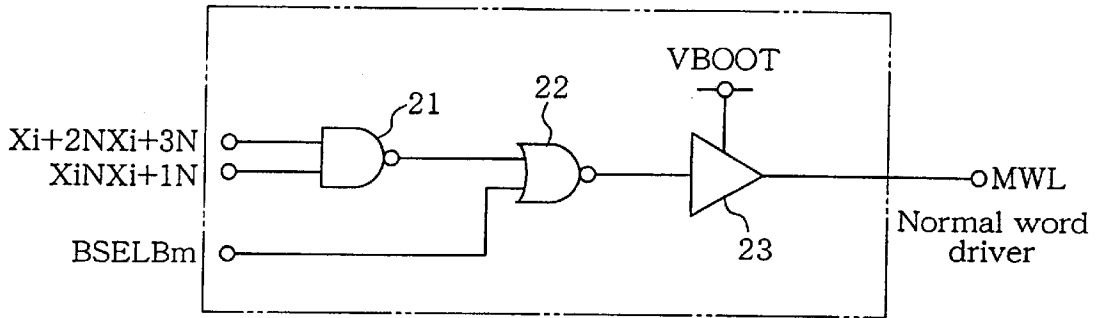 VBOOT
21
22
Xi+2NXi+3N
XiNXi+1N
MWL
BSELBm
23
Normal word
driver